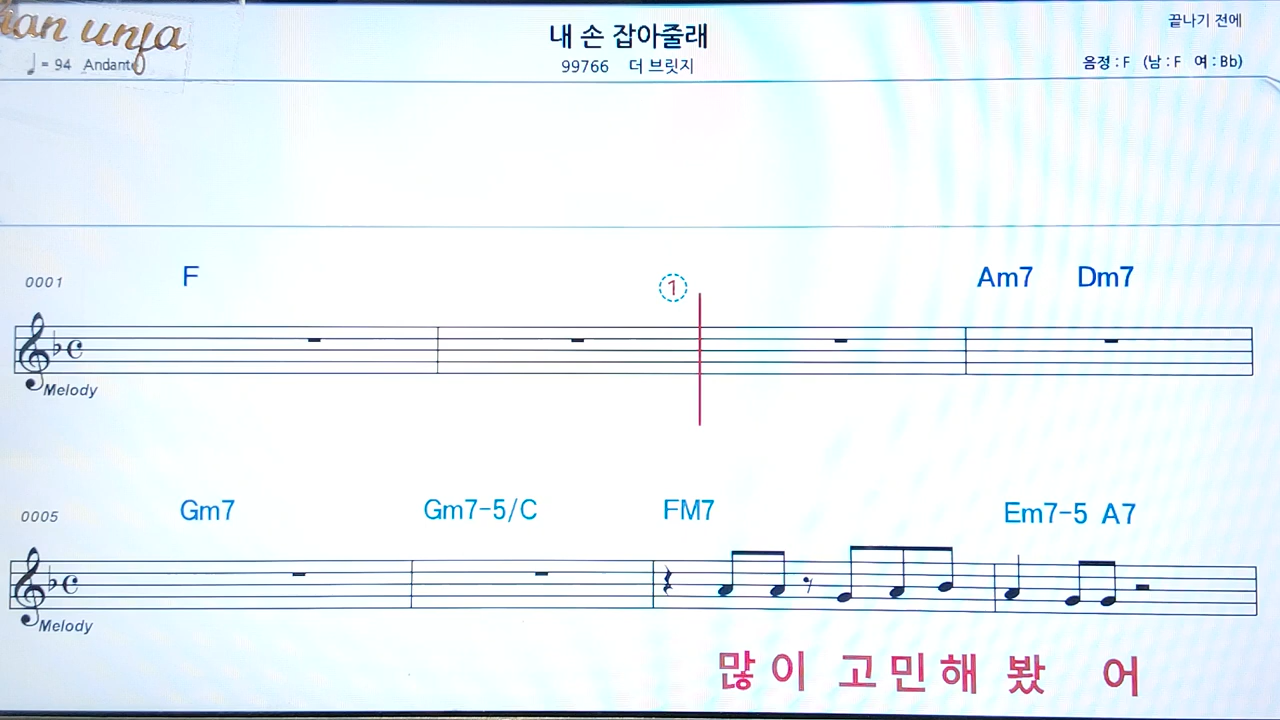 unja
내 손 잡아줄래
끝나기 전에
♩= 94 Andante
99766 더 브릿지
음정 : F (남 : F 여 : Bb)
0001 F ① Am7 Dm7
Melody
0005 Gm7 Gm7-5/C FM7 Em7-5 A7
Melody
많 이 고 민 해 봤 어